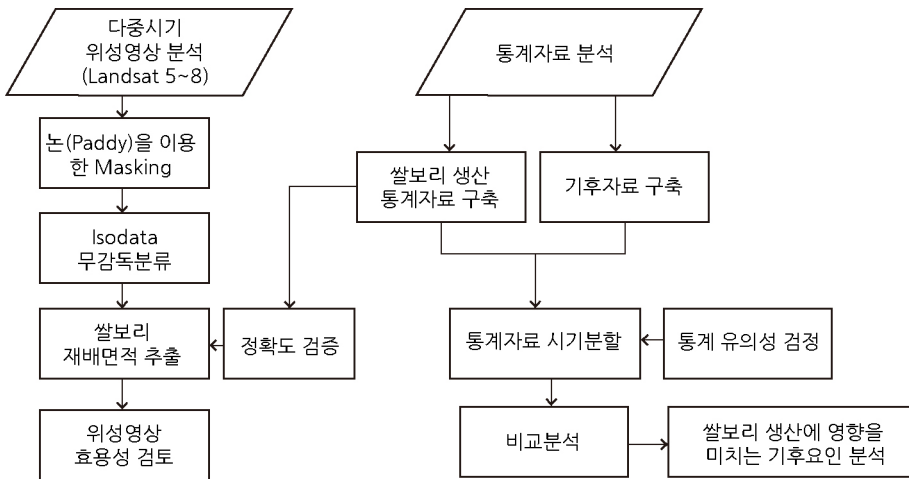 다중시기
위성영상 분석
(Landsat 5~8)
논(Paddy)을 이용
한 Masking
Isodata
무감독분류
쌀보리
재배면적 추출
위성영상
효용성 검토
정확도 검증
통계자료 분석
쌀보리 생산
통계자료 구축
기후자료 구축
통계자료 시기분할
통계 유의성 검정
비교분석
쌀보리 생산에 영향을
미치는 기후요인 분석